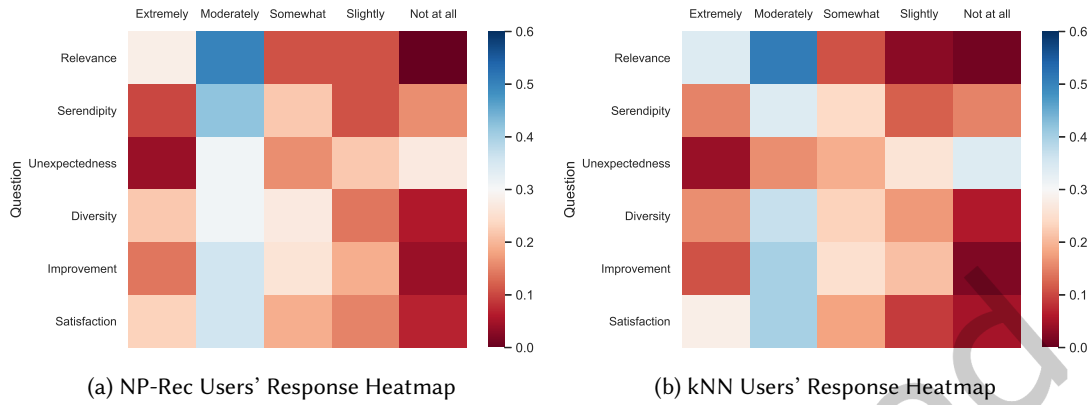 Extremely Moderately Somewhat Slightly Not at all
Relevance
Serendipity
Unexpectedness
Diversity
Improvement
Satisfaction
Question
0.6
0.5
0.4
0.3
0.2
0.1
0.0
(a) NP-Rec Users' Response Heatmap
Extremely Moderately Somewhat Slightly Not at all
Relevance
Serendipity
Unexpectedness
Diversity
Improvement
Satisfaction
Question
0.6
0.5
0.4
0.3
0.2
0.1
0.0
(b) kNN Users' Response Heatmap